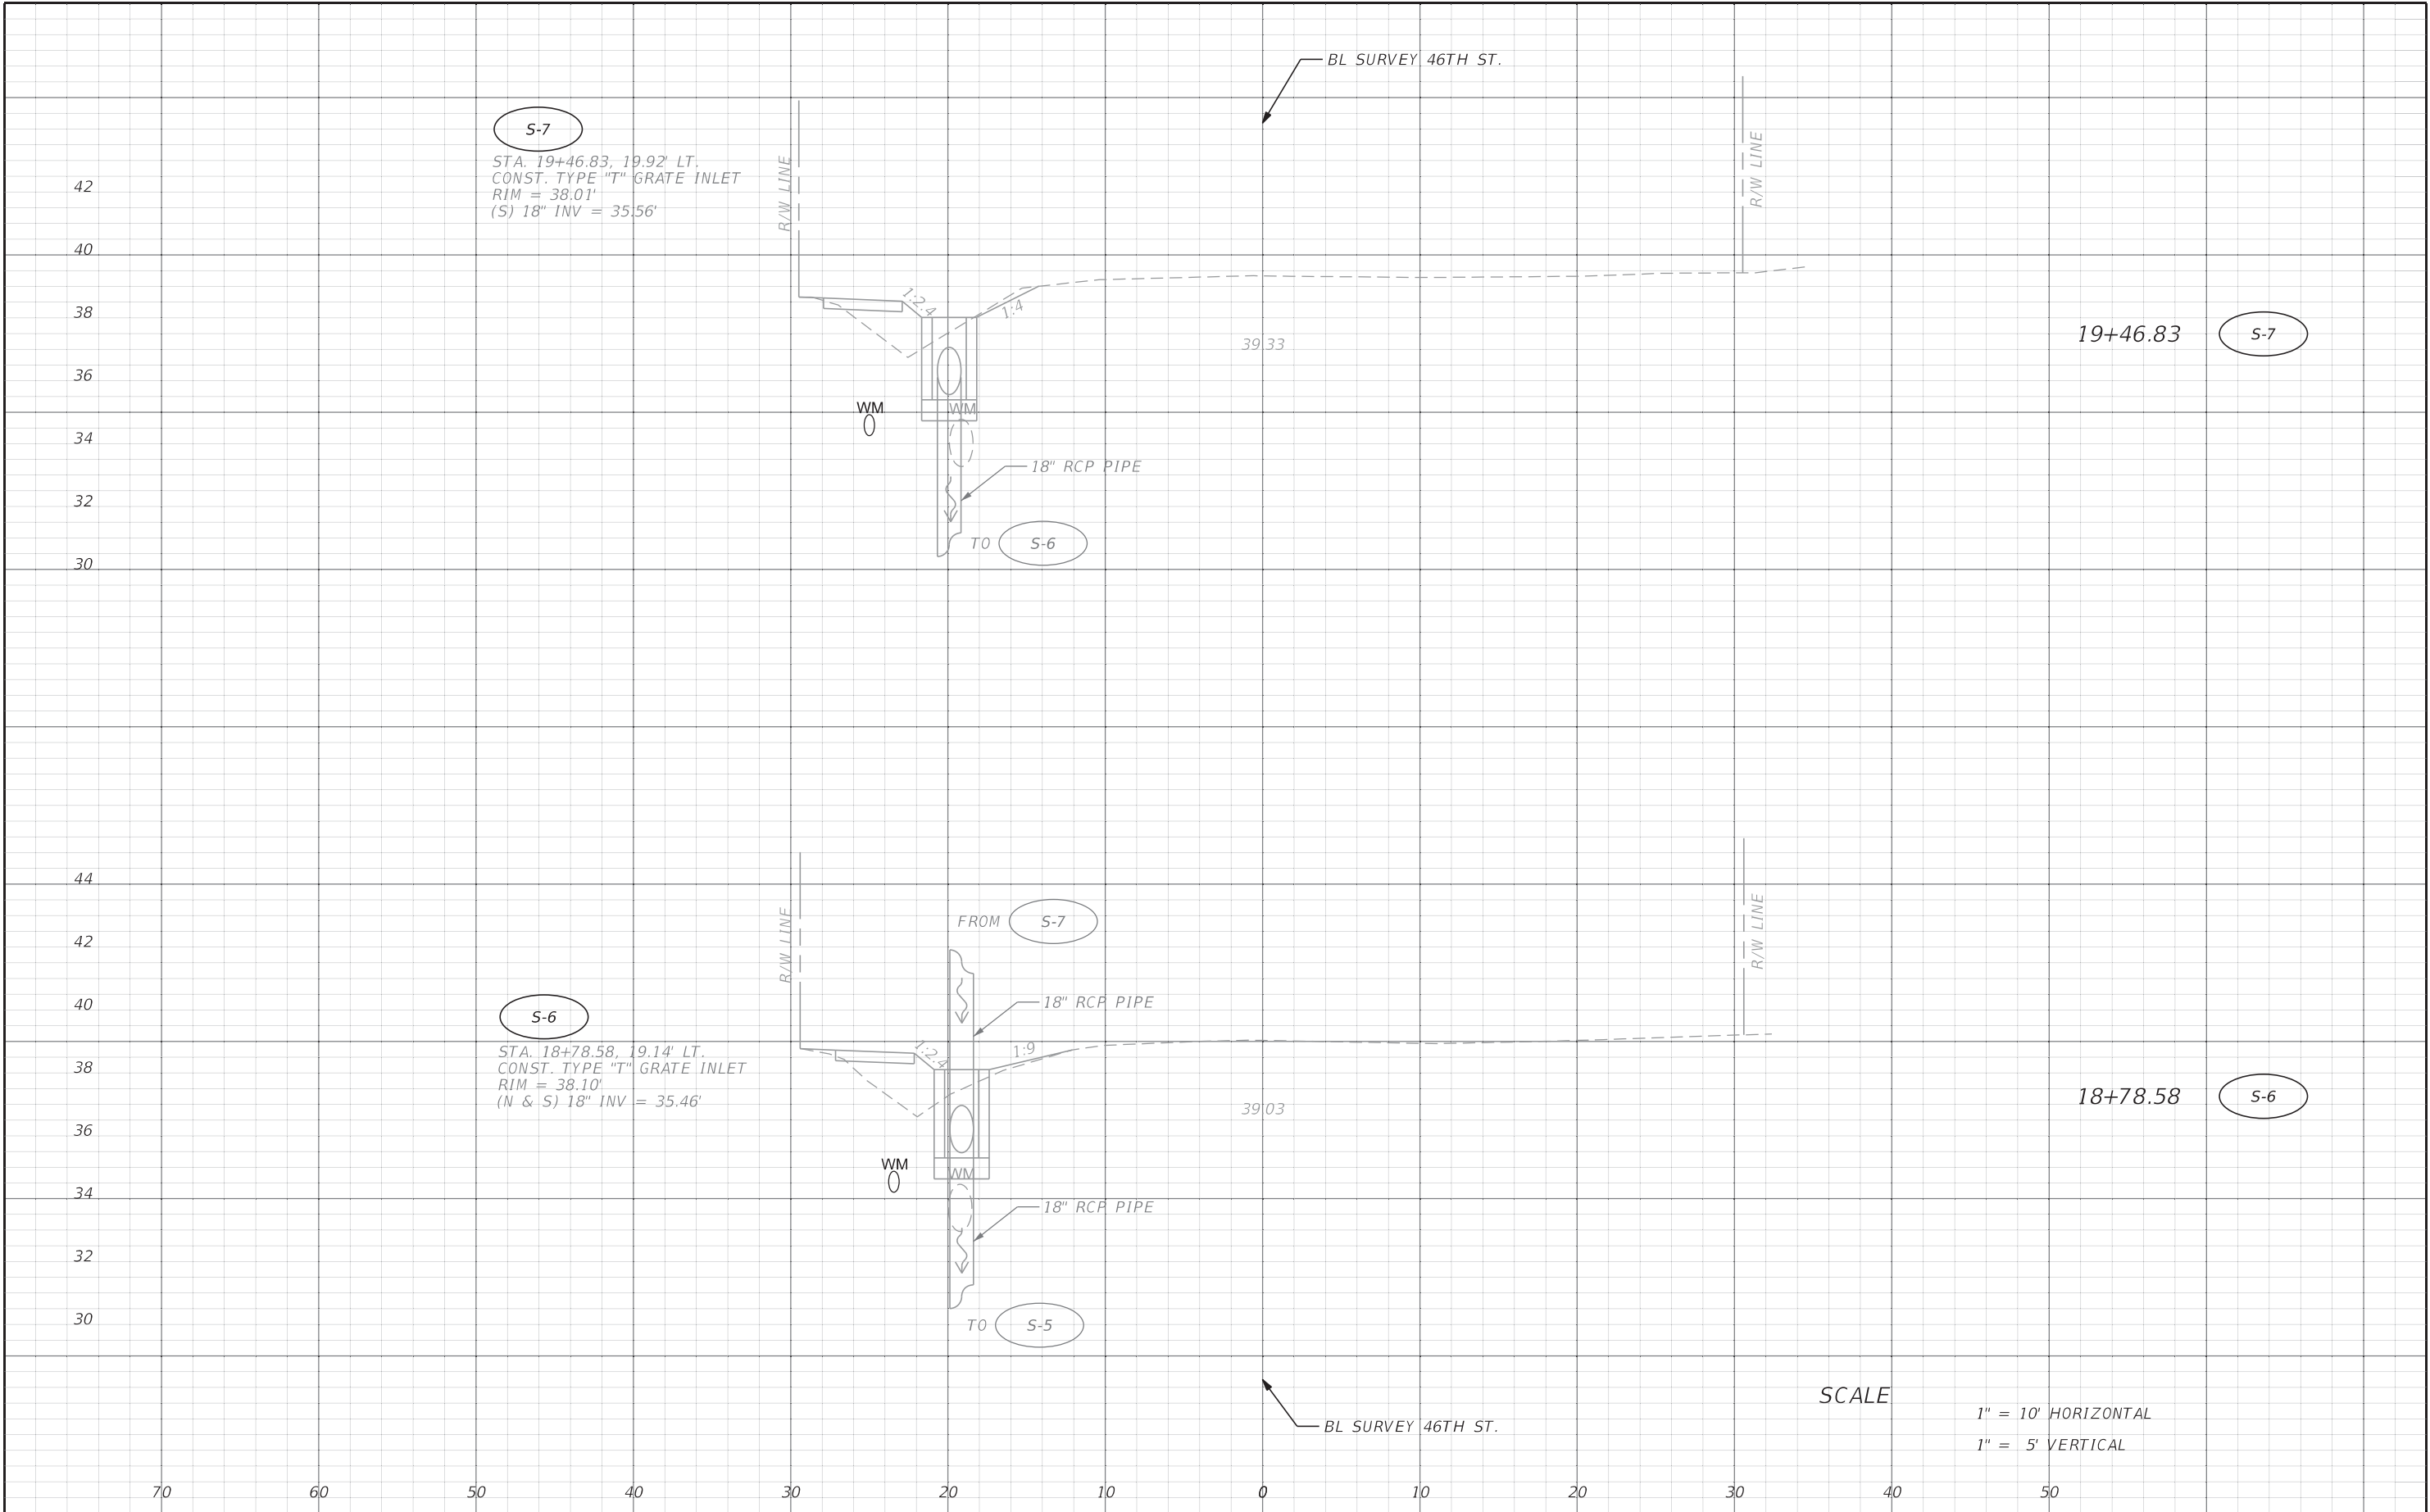 BL SURVEY 46TH ST.
S-7
STA. 19+46.83, 19.92' LT.
CONST. TYPE "T" GRATE INLET
RIM = 38.01'
(S) 18" INV = 35.56'
R/W LINE
R/W LINE
42
40
38
36
34
32
30
1:2.4
1:4
39.33
19+46.83
S-7
WM
WM
18" RCP PIPE
TO
S-6
44
42
40
38
36
34
32
30
R/W LINE
R/W LINE
FROM
S-7
18" RCP PIPE
S-6
STA. 18+78.58, 19.14' LT.
CONST. TYPE "T" GRATE INLET
RIM = 38.10'
(N & S) 18" INV = 35.46'
1:2.4
1:9
39.03
18+78.58
S-6
WM
WM
18" RCP PIPE
TO
S-5
BL SURVEY 46TH ST.
SCALE
1" = 10' HORIZONTAL
1" = 5' VERTICAL
70 60 50 40 30 20 10 0 10 20 30 40 50